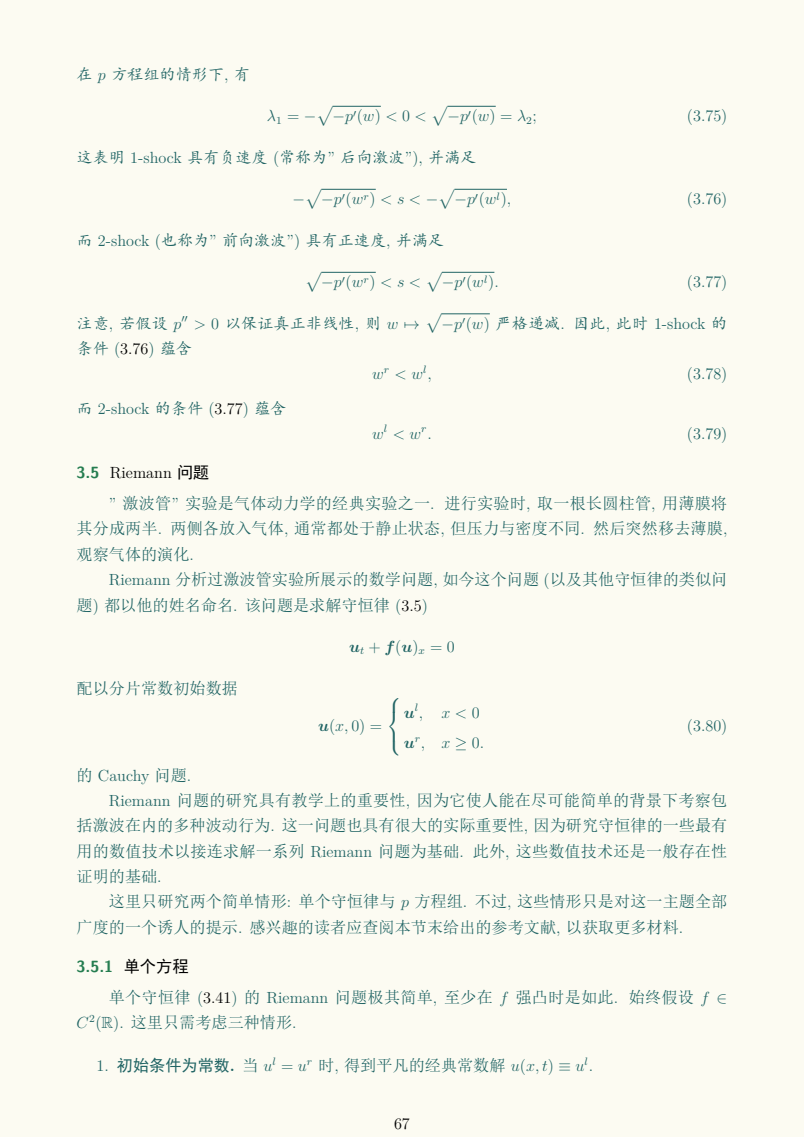 在 p 方程组的情形下, 有
λ₁ = −√(−p′(w)) < 0 < √(−p′(w)) = λ₂; (3.75)
这表明 1-shock 具有负速度 (常称为” 后向激波”), 并满足
−√(−p′(wʳ)) < s < −√(−p′(wˡ)), (3.76)
而 2-shock (也称为” 前向激波”) 具有正速度, 并满足
√(−p′(wʳ)) < s < √(−p′(wˡ)). (3.77)
注意, 若假设 p″ > 0 以保证真正非线性, 则 w ↦ √(−p′(w)) 严格递减. 因此, 此时 1-shock 的
条件 (3.76) 蕴含
wʳ < wˡ, (3.78)
而 2-shock 的条件 (3.77) 蕴含
wˡ < wʳ. (3.79)
3.5 Riemann 问题
” 激波管” 实验是气体动力学的经典实验之一. 进行实验时, 取一根长圆柱管, 用薄膜将
其分成两半. 两侧各放入气体, 通常都处于静止状态, 但压力与密度不同. 然后突然移去薄膜,
观察气体的演化.
Riemann 分析过激波管实验所展示的数学问题, 如今这个问题 (以及其他守恒律的类似问
题) 都以他的姓名命名. 该问题是求解守恒律 (3.5)
uₜ + f(u)ₓ = 0
配以分片常数初始数据
u(x, 0) = { uˡ, x < 0
uʳ, x ≥ 0. (3.80)
的 Cauchy 问题.
Riemann 问题的研究具有教学上的重要性, 因为它使人能在尽可能简单的背景下考察包
括激波在内的多种波动行为. 这一问题也具有很大的实际重要性, 因为研究守恒律的一些最有
用的数值技术以接连求解一系列 Riemann 问题为基础. 此外, 这些数值技术还是一般存在性
证明的基础.
这里只研究两个简单情形: 单个守恒律与 p 方程组. 不过, 这些情形只是对这一主题全部
广度的一个诱人的提示. 感兴趣的读者应查阅本节末给出的参考文献, 以获取更多材料.
3.5.1 单个方程
单个守恒律 (3.41) 的 Riemann 问题极其简单, 至少在 f 强凸时是如此. 始终假设 f ∈
C²(ℝ). 这里只需考虑三种情形.
1. 初始条件为常数. 当 uˡ = uʳ 时, 得到平凡的经典常数解 u(x, t) ≡ uˡ.
67